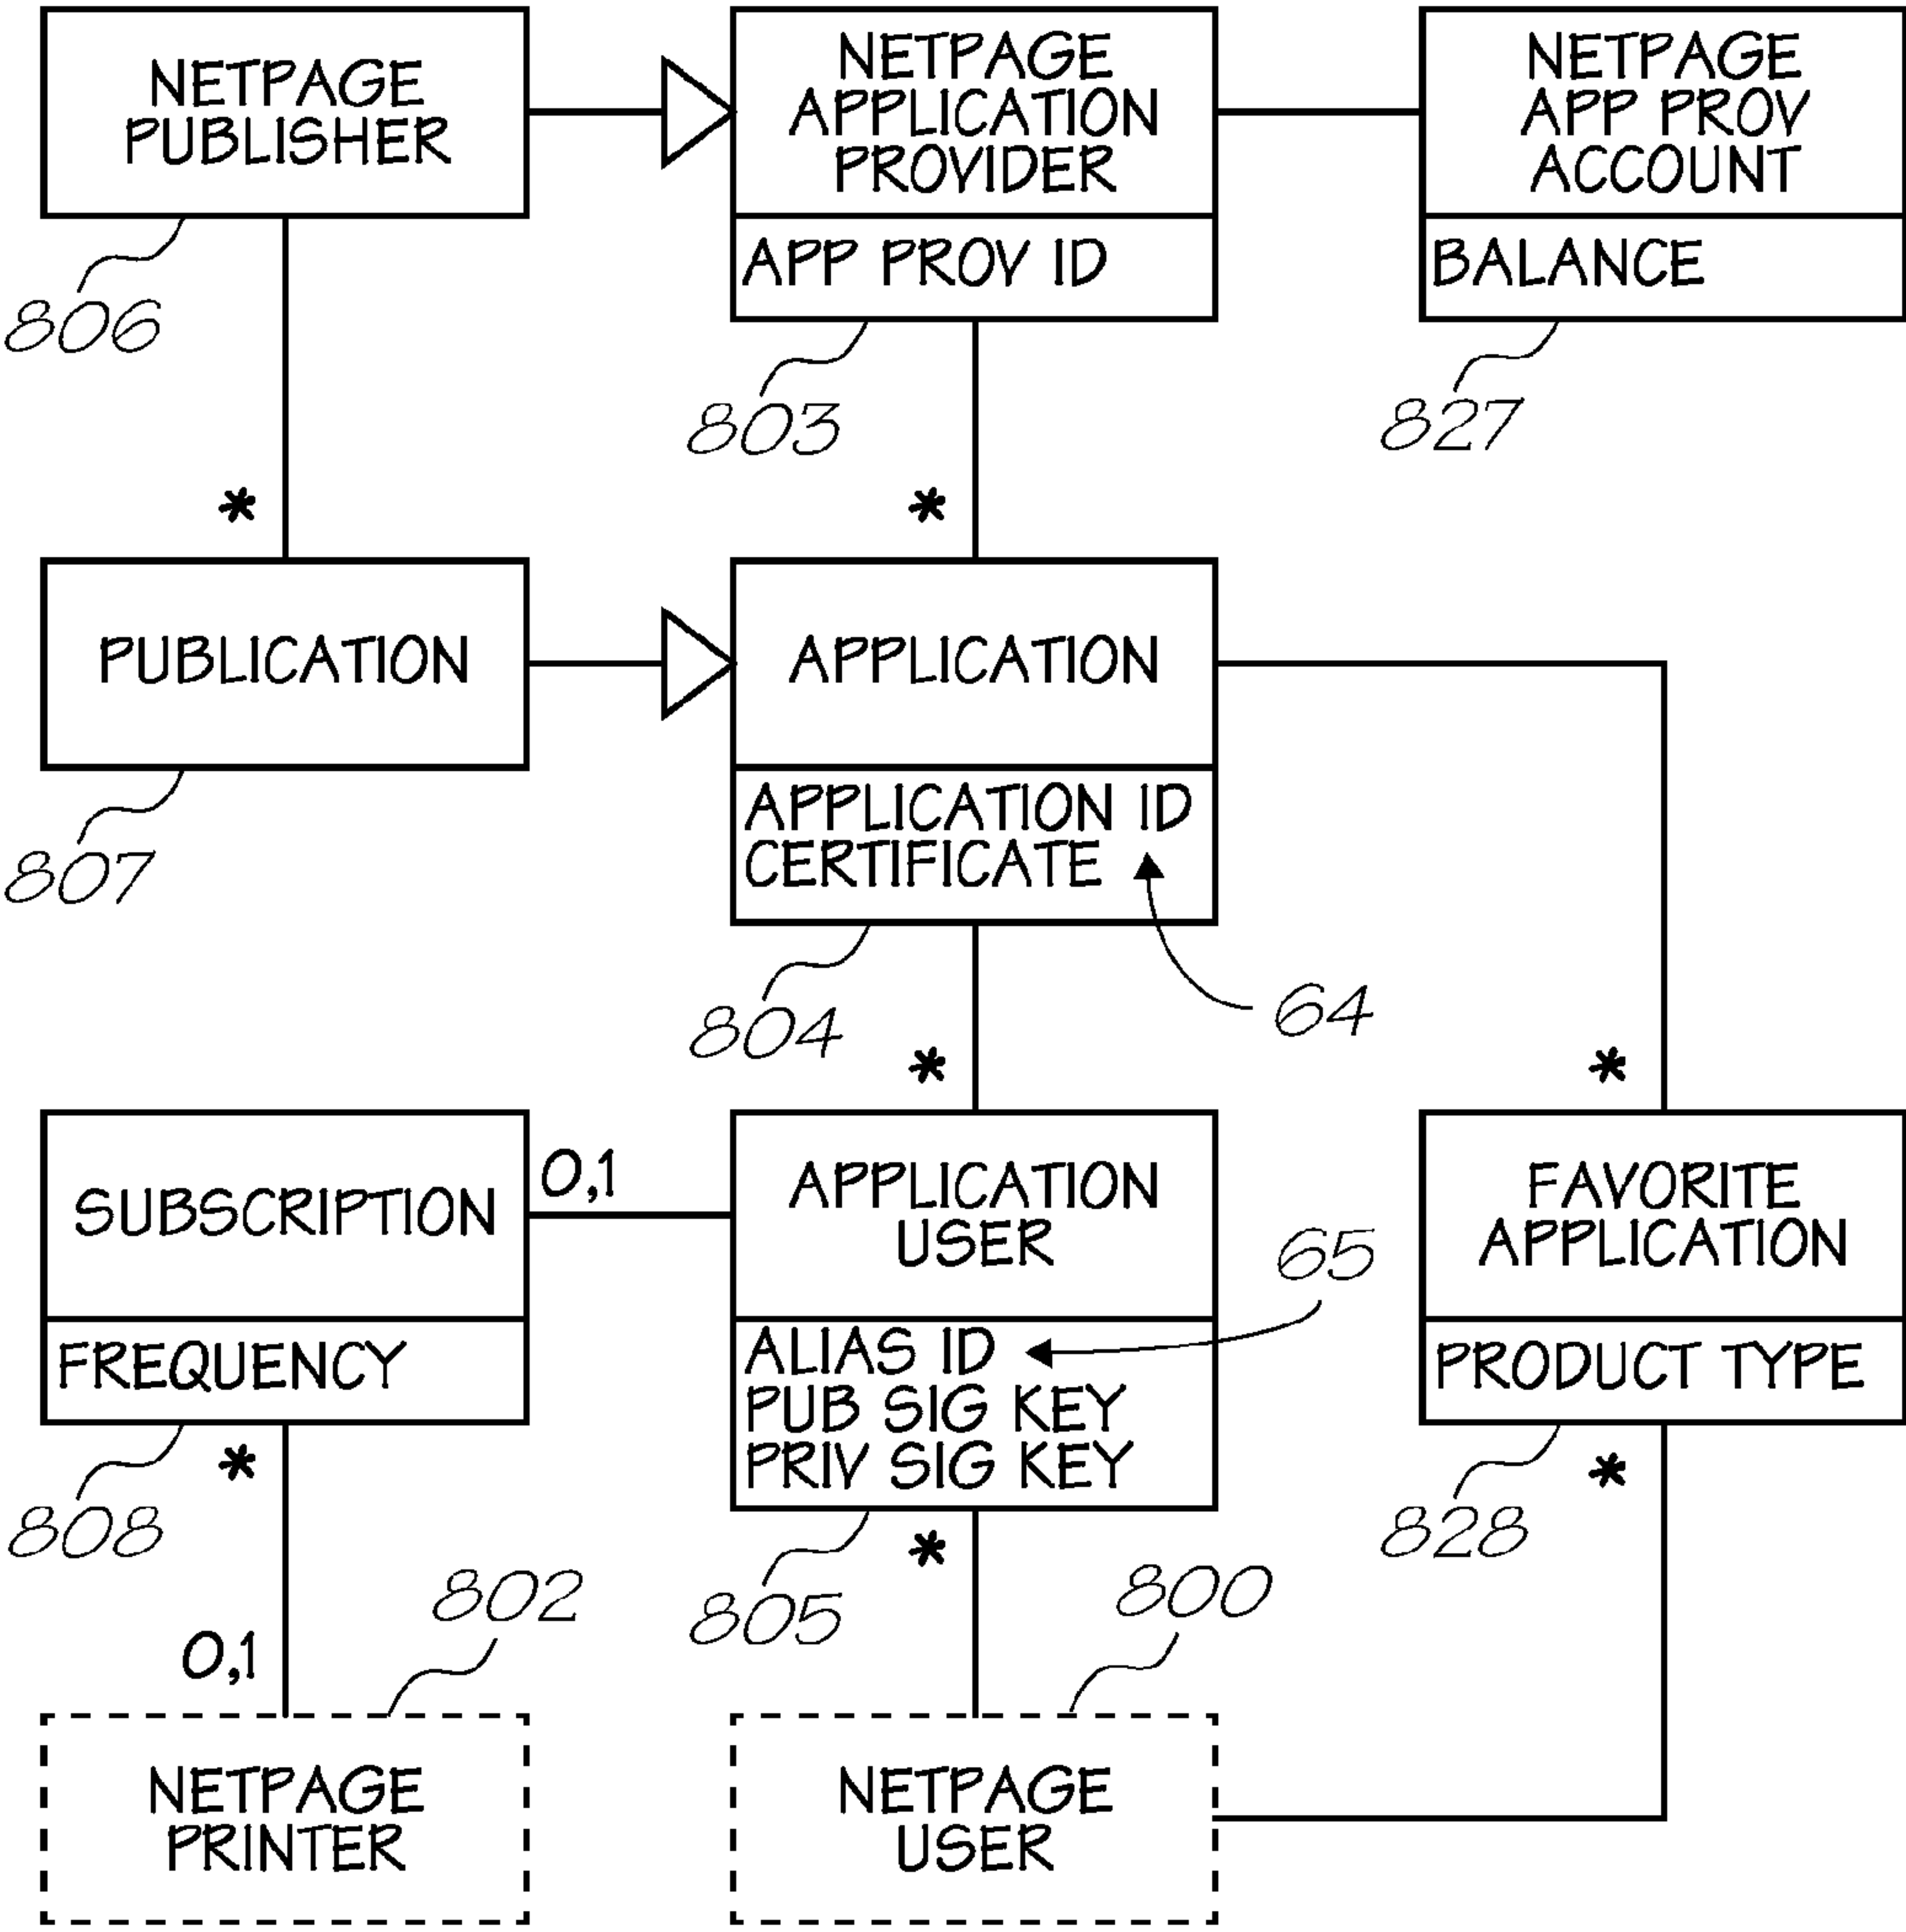 NETPAGE
PUBLISHER
NETPAGE
APPLICATION
PROVIDER
NETPAGE
APP PROV
ACCOUNT
APP PROV ID
BALANCE
806
803
827
*
*
PUBLICATION
APPLICATION
APPLICATION ID
CERTIFICATE
807
804
64
*
*
SUBSCRIPTION
0,1
APPLICATION
USER
FAVORITE
APPLICATION
65
FREQUENCY
ALIAS ID
PUB SIG KEY
PRIV SIG KEY
PRODUCT TYPE
*
*
808
805
*
828
802
800
0,1
NETPAGE
PRINTER
NETPAGE
USER